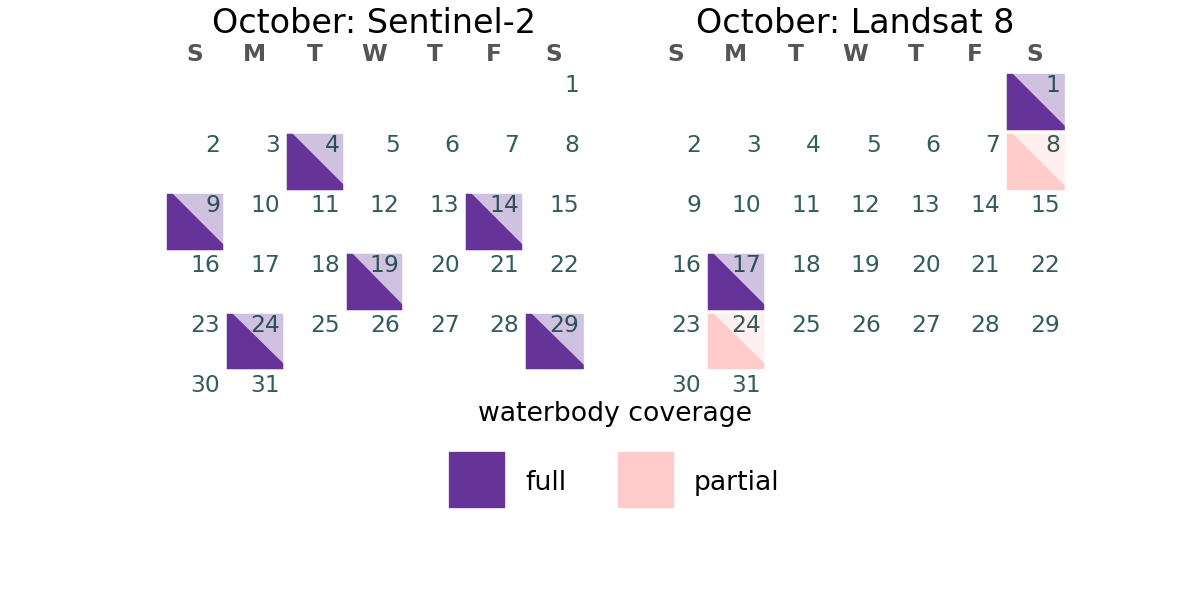 October: Sentinel-2
S M T W T F S
1
2 3 4 5 6 7 8
9 10 11 12 13 14 15
16 17 18 19 20 21 22
23 24 25 26 27 28 29
30 31
October: Landsat 8
S M T W T F S
1
2 3 4 5 6 7 8
9 10 11 12 13 14 15
16 17 18 19 20 21 22
23 24 25 26 27 28 29
30 31
waterbody coverage
full
partial